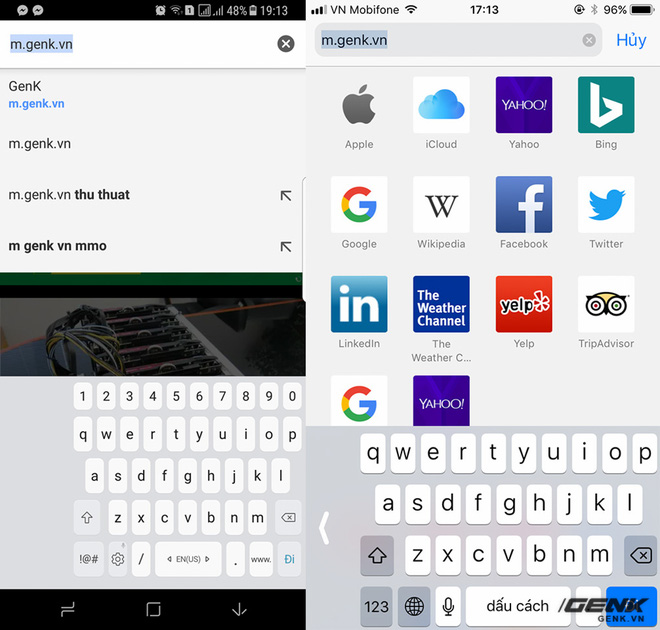 48% 19:13
m.genk.vn
GenK
m.genk.vn
m.genk.vn
m.genk.vn thu thuat
m genk vn mmo
1 2 3 4 5 6 7 8 9 0
q w e r t y u i o p
a s d f g h j k l
z x c v b n m
!@# / EN(US) . www. Đi
VN Mobifone 17:13 96%
m.genk.vn Hủy
YAHOO! b
Apple iCloud Yahoo Bing
G W f
Google Wikipedia Facebook Twitter
in The Weather Channel yelp
LinkedIn The Weather C... Yelp TripAdvisor
G YAHOO!
q w e r t y u i o p
a s d f g h j k l
z x c v b n m
123 dấu cách
GENK
GENK.VN